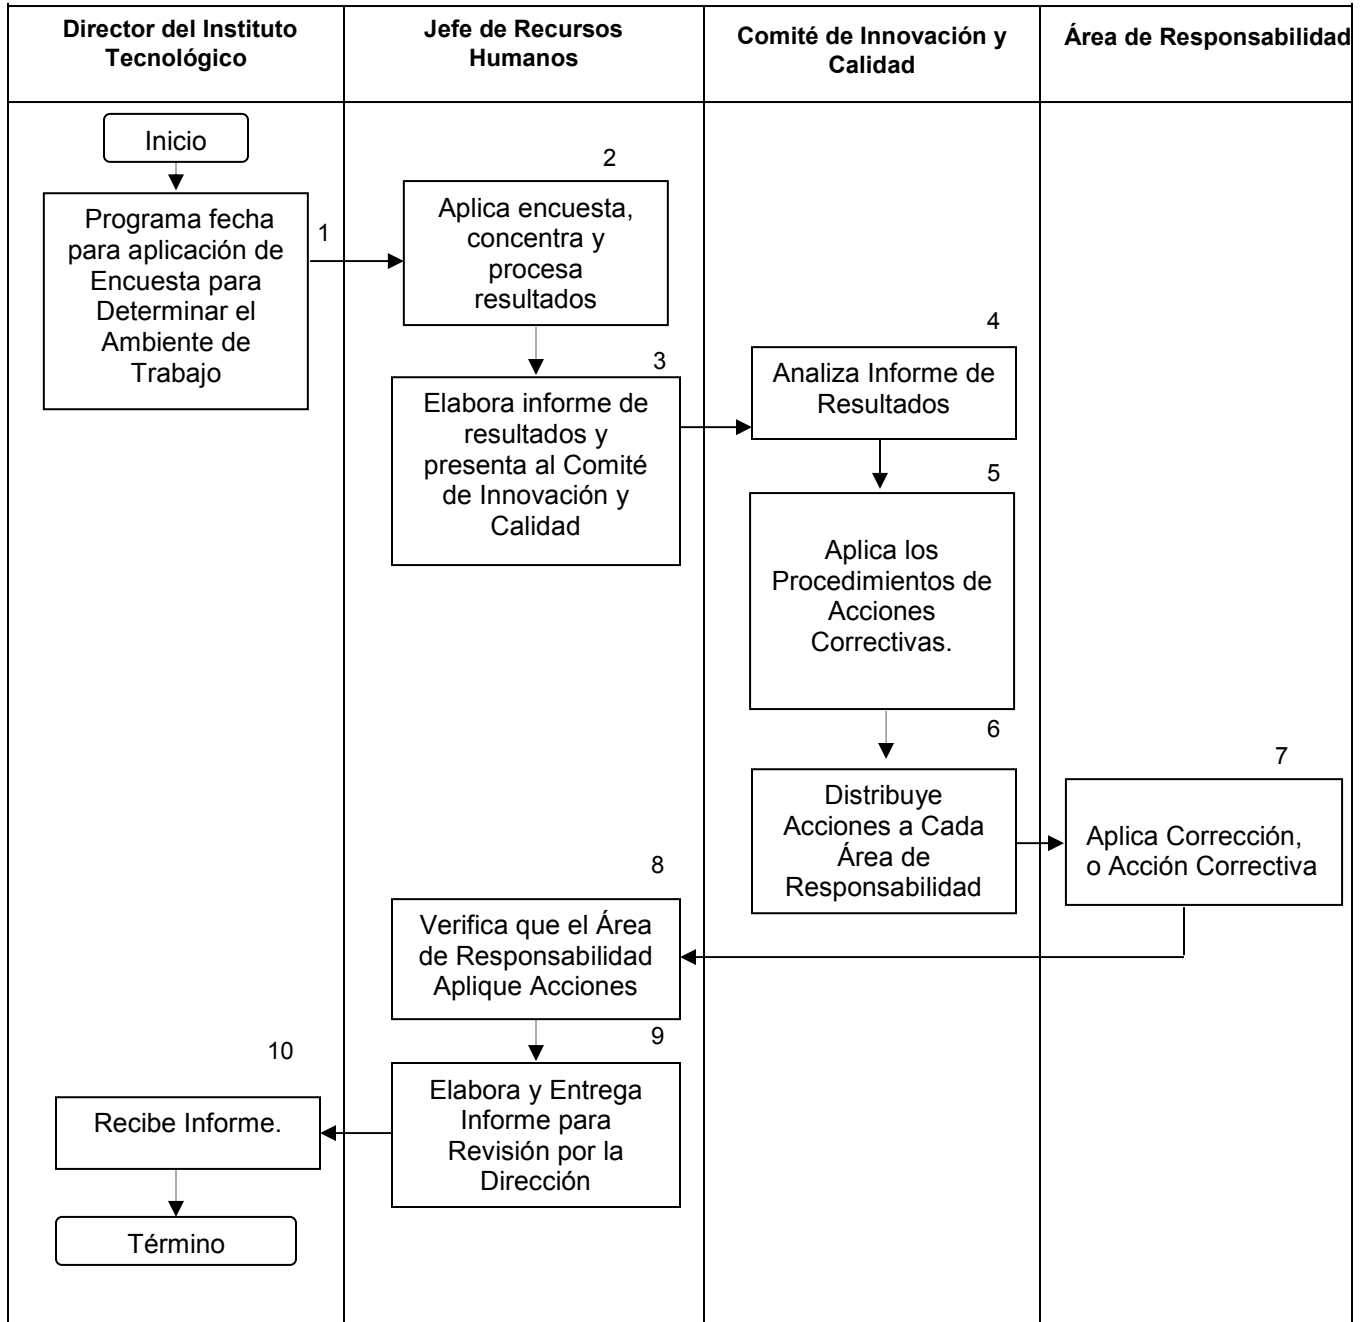 Director del Instituto
Tecnológico
Jefe de Recursos
Humanos
Comité de Innovación y
Calidad
Área de Responsabilidad
Inicio
Programa fecha
para aplicación de
Encuesta para
Determinar el
Ambiente de
Trabajo
1
2
Aplica encuesta,
concentra y
procesa
resultados
3
Elabora informe de
resultados y
presenta al Comité
de Innovación y
Calidad
4
Analiza Informe de
Resultados
5
Aplica los
Procedimientos de
Acciones
Correctivas.
6
Distribuye
Acciones a Cada
Área de
Responsabilidad
7
Aplica Corrección,
o Acción Correctiva
8
Verifica que el Área
de Responsabilidad
Aplique Acciones
9
Elabora y Entrega
Informe para
Revisión por la
Dirección
10
Recibe Informe.
Término